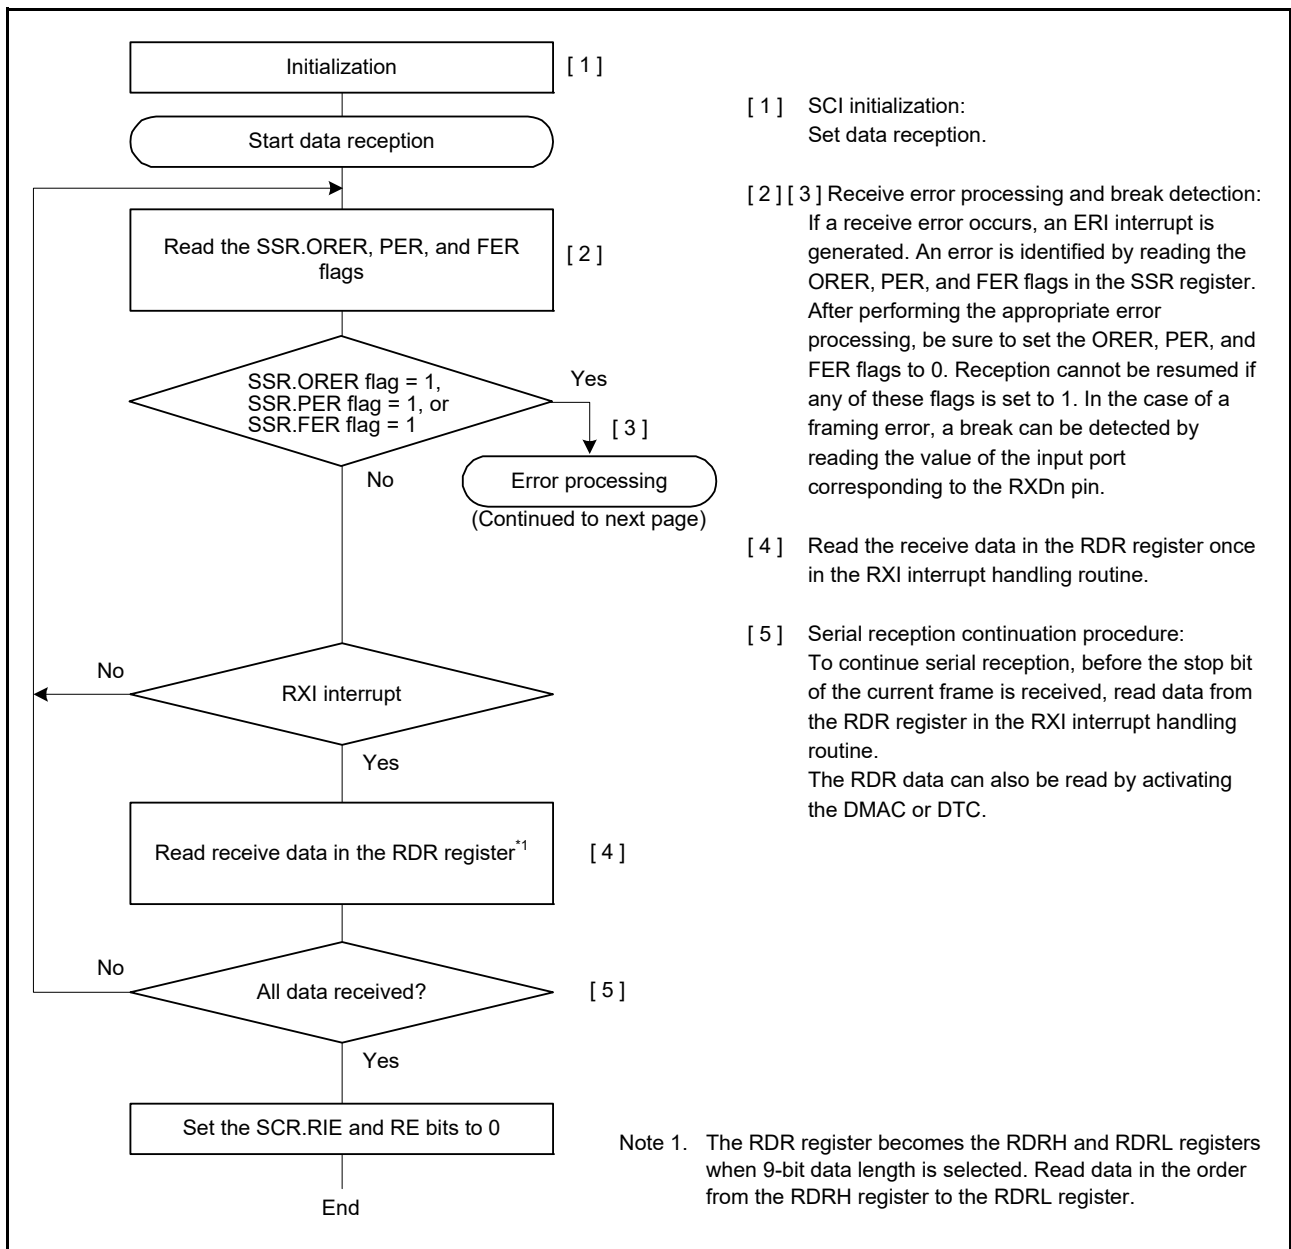 Initialization
[ 1 ]
Start data reception
Read the SSR.ORER, PER, and FER
flags
[ 2 ]
SSR.ORER flag = 1,
SSR.PER flag = 1, or
SSR.FER flag = 1
Yes
[ 3 ]
No
Error processing
(Continued to next page)
No
RXI interrupt
Yes
Read receive data in the RDR register*1
[ 4 ]
No
All data received?
[ 5 ]
Yes
Set the SCR.RIE and RE bits to 0
End
[ 1 ] SCI initialization:
Set data reception.
[ 2 ] [ 3 ] Receive error processing and break detection:
If a receive error occurs, an ERI interrupt is
generated. An error is identified by reading the
ORER, PER, and FER flags in the SSR register.
After performing the appropriate error
processing, be sure to set the ORER, PER, and
FER flags to 0. Reception cannot be resumed if
any of these flags is set to 1. In the case of a
framing error, a break can be detected by
reading the value of the input port
corresponding to the RXDn pin.
[ 4 ] Read the receive data in the RDR register once
in the RXI interrupt handling routine.
[ 5 ] Serial reception continuation procedure:
To continue serial reception, before the stop bit
of the current frame is received, read data from
the RDR register in the RXI interrupt handling
routine.
The RDR data can also be read by activating
the DMAC or DTC.
Note 1. The RDR register becomes the RDRH and RDRL registers
when 9-bit data length is selected. Read data in the order
from the RDRH register to the RDRL register.